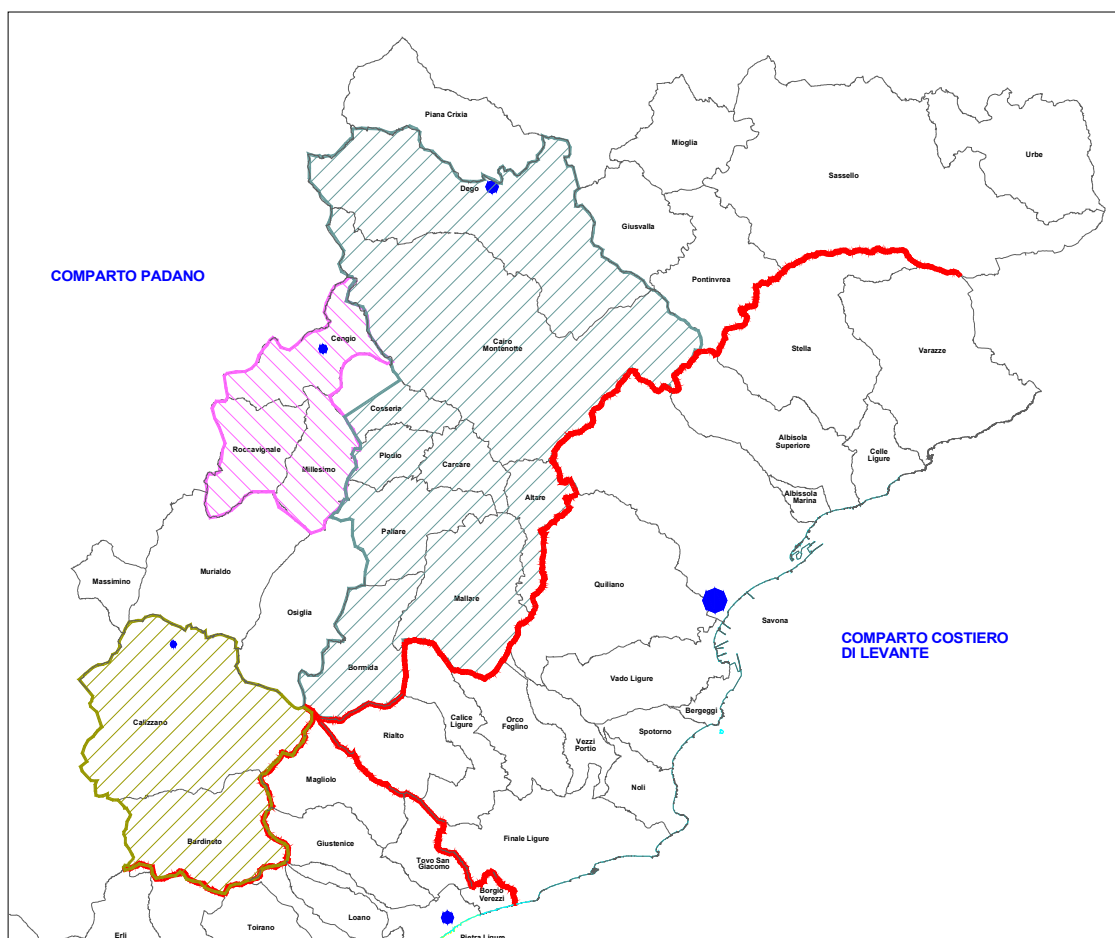 Piana Crixia
Mioglia
Urbe
Sassello
Dego
Giusvalla
COMPARTO PADANO
Pontinvrea
Cengio
Cairo
Montenotte
Stella
Varazze
Cosseria
Albisola
Superiore
Celle
Ligure
Roccavignale
Millesimo
Plodio
Carcare
Altare
Albissola
Marina
Pallare
Massimino
Murialdo
Osiglia
Mallare
Quiliano
Savona
COMPARTO COSTIERO
DI LEVANTE
Bormida
Vado Ligure
Bergeggi
Calizzano
Rialto
Calice
Ligure
Orco
Feglino
Vezzi
Portio
Spotorno
Magliolo
Noli
Bardineto
Giustenice
Finale Ligure
Tovo San
Giacomo
Borgio
Verezzi
Erli
Toirano
Loano
Pietra Ligure